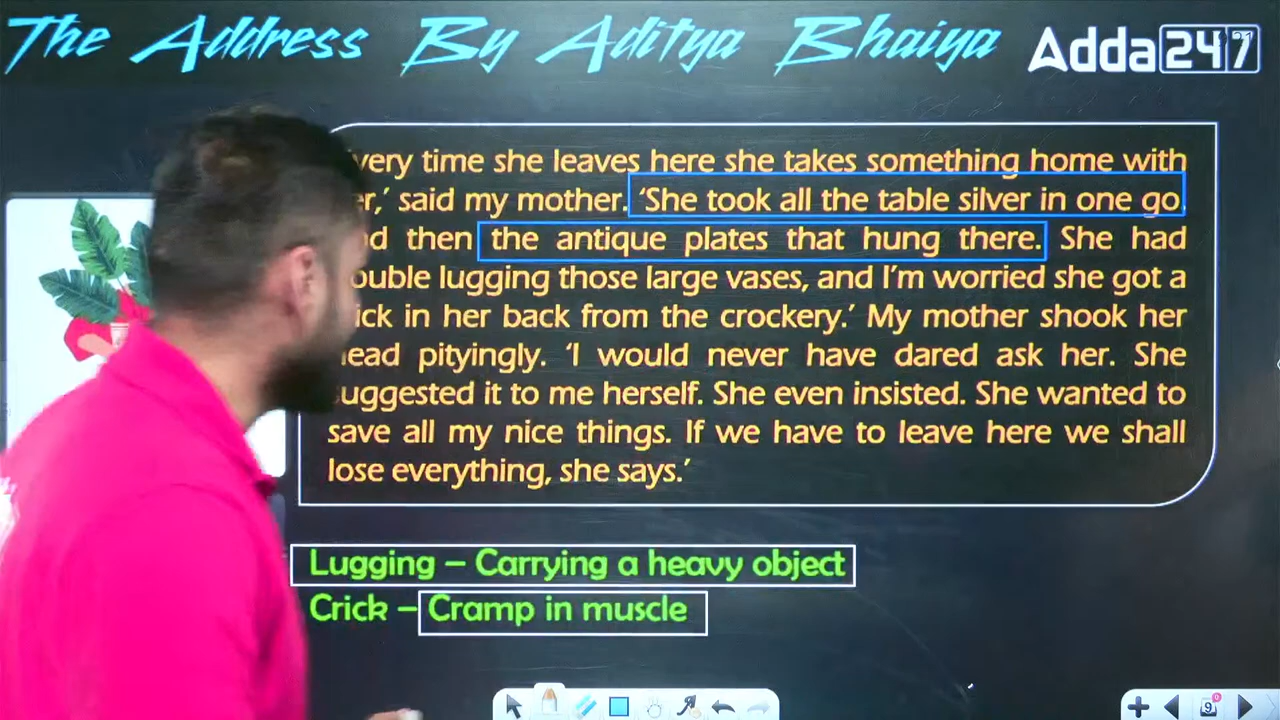 The Address By Aditya Bhaiya
Adda247
very time she leaves here she takes something home with
er,’ said my mother. ‘She took all the table silver in one go.
d then the antique plates that hung there. She had
ouble lugging those large vases, and I’m worried she got a
ick in her back from the crockery.’ My mother shook her
ead pityingly. ‘I would never have dared ask her. She
suggested it to me herself. She even insisted. She wanted to
save all my nice things. If we have to leave here we shall
lose everything, she says.’
Lugging – Carrying a heavy object
Crick – Cramp in muscle
9